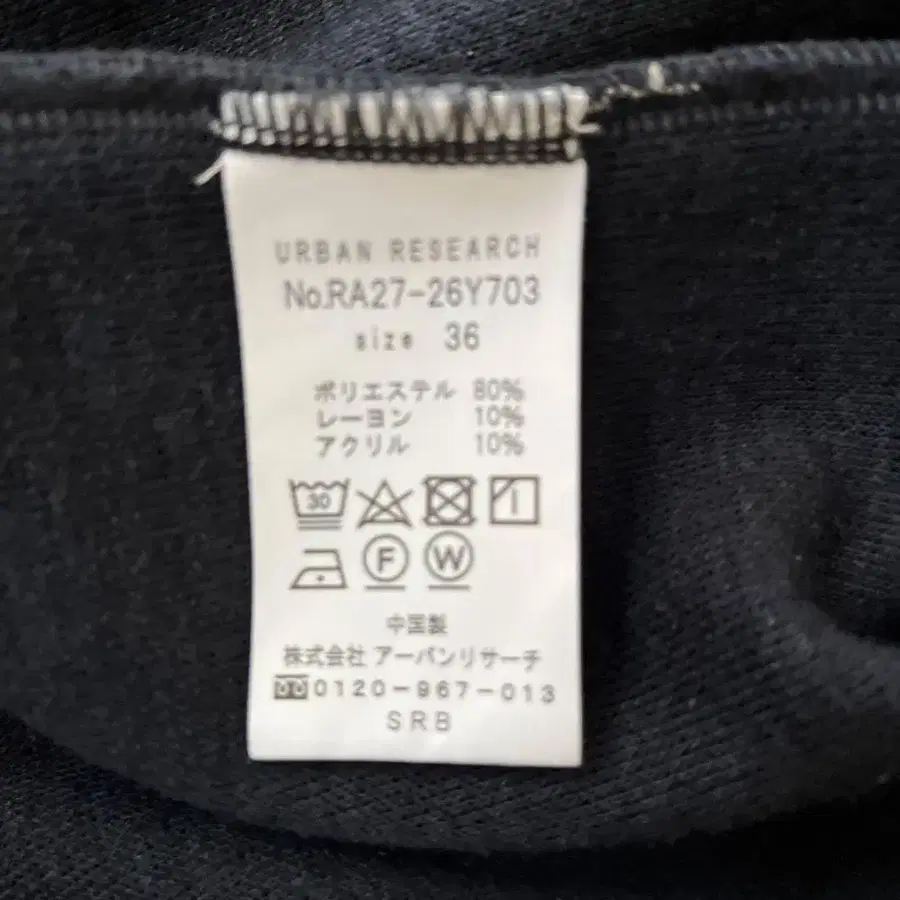 URBAN RESEARCH
No.RA27-26Y703
size 36
ポリエステル 80%
レーヨン 10%
アクリル 10%
30
F W
中国製
株式会社 アーバンリサーチ
0120-967-013
SRB